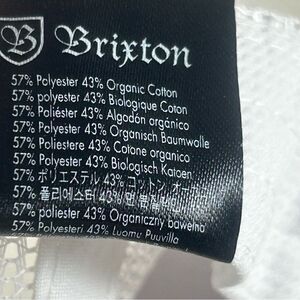 B Brixton
57% Polyester 43% Organic Cotton
57% polyester 43% Biologique Coton
57% Poliéster 43% Algodón orgánico
57% Polyester 43% Organisch Baumwolle
57% Poliestere 43% Cotone organico
57% Polyester 43% Biologisch Katoen
57% ポリエステル 43% コットン オー
57% 폴리에스터 43% 면
57% poliester 43% Organiczny bawełna
57% Polyesteri 43% Luomu Puuvilla